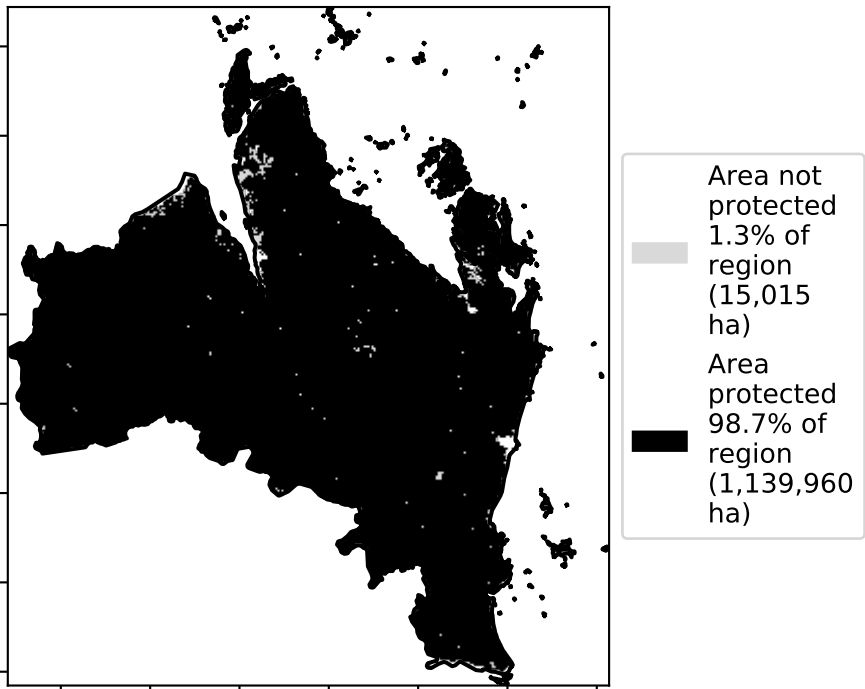 Area not
protected
1.3% of
region
(15,015
ha)
Area
protected
98.7% of
region
(1,139,960
ha)